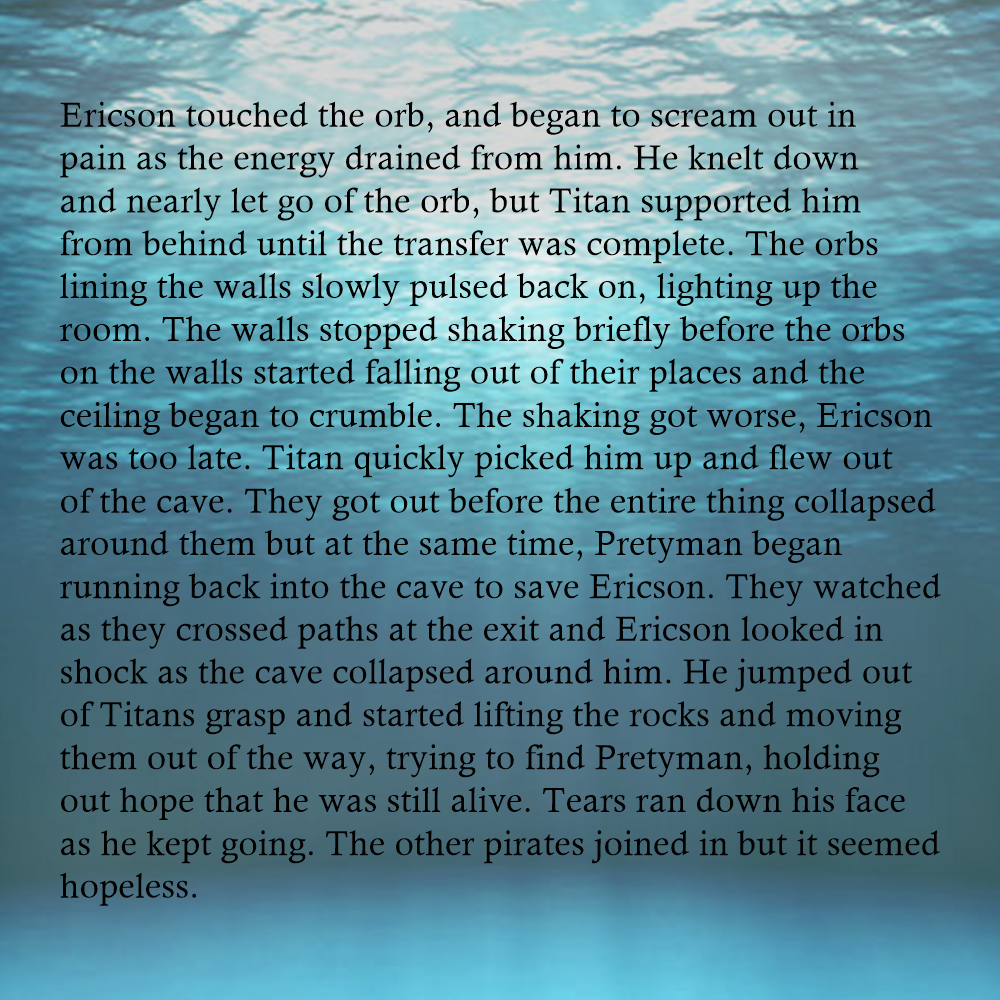 Ericson touched the orb, and began to scream out in
pain as the energy drained from him. He knelt down
and nearly let go of the orb, but Titan supported him
from behind until the transfer was complete. The orbs
lining the walls slowly pulsed back on, lighting up the
room. The walls stopped shaking briefly before the orbs
on the walls started falling out of their places and the
ceiling began to crumble. The shaking got worse, Ericson
was too late. Titan quickly picked him up and flew out
of the cave. They got out before the entire thing collapsed
around them but at the same time, Pretyman began
running back into the cave to save Ericson. They watched
as they crossed paths at the exit and Ericson looked in
shock as the cave collapsed around him. He jumped out
of Titans grasp and started lifting the rocks and moving
them out of the way, trying to find Pretyman, holding
out hope that he was still alive. Tears ran down his face
as he kept going. The other pirates joined in but it seemed
hopeless.